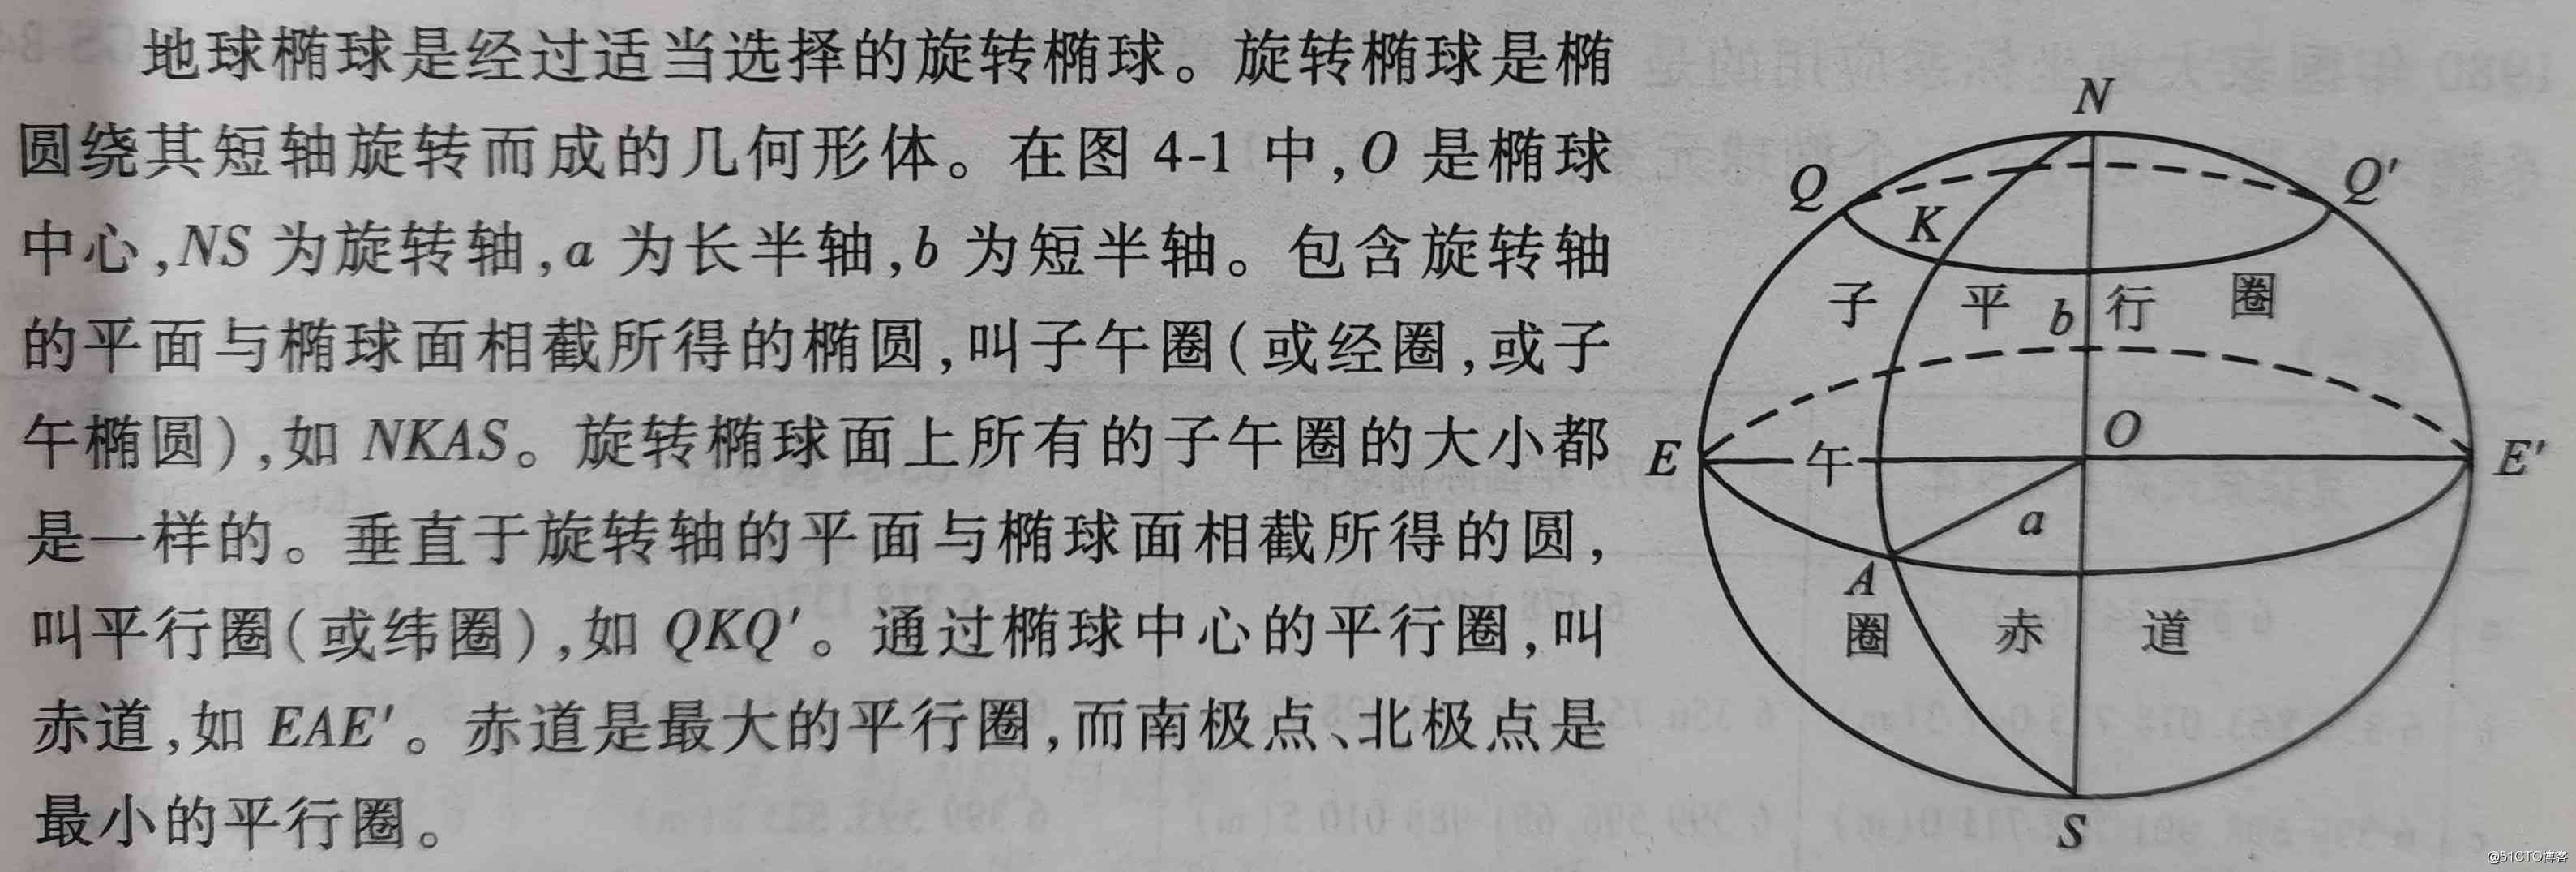 地球椭球是经过适当选择的旋转椭球。旋转椭球是椭
圆绕其短轴旋转而成的几何形体。在图 4-1 中,O 是椭球
中心,NS 为旋转轴,a 为长半轴,b 为短半轴。包含旋转轴
的平面与椭球面相截所得的椭圆,叫子午圈(或经圈,或子
午椭圆),如 NKAS。旋转椭球面上所有的子午圈的大小都
是一样的。垂直于旋转轴的平面与椭球面相截所得的圆,
叫平行圈(或纬圈),如 QKQ′。通过椭球中心的平行圈,叫
赤道,如 EAE′。赤道是最大的平行圈,而南极点、北极点是
最小的平行圈。
N
Q
Q′
K
子 平 b 行 圈
O
E 午 E′
a
A
圈 赤 道
S
@51CTO博客